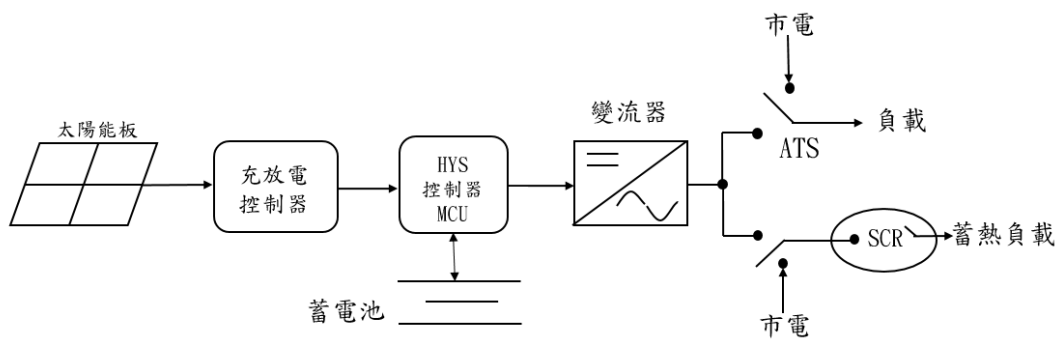 市電
太陽能板
變流器
負載
ATS
充放電
控制器
HYS
控制器
MCU
SCR
蓄熱負載
蓄電池
市電